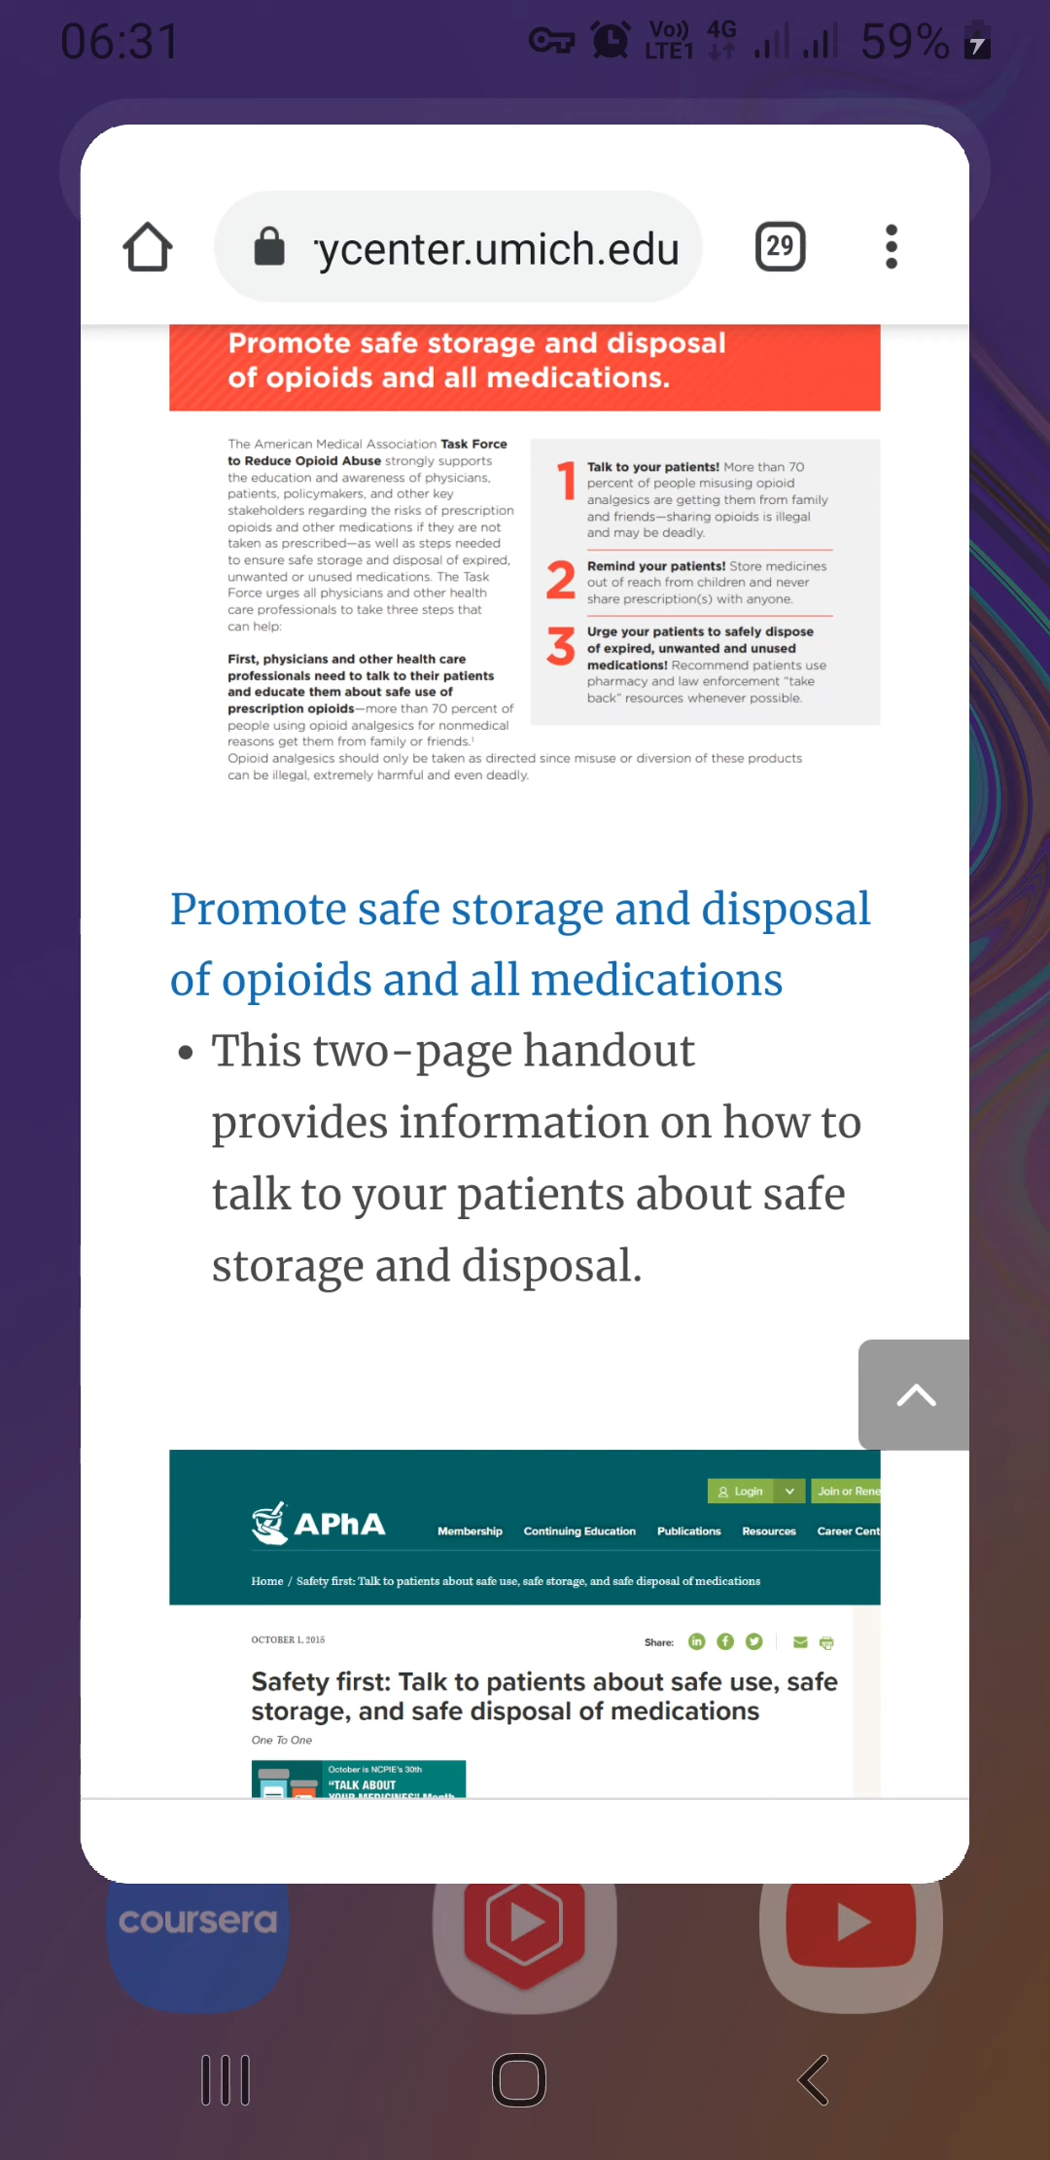 06:31
Vo)) LTE1 4G 59%
ycenter.umich.edu
29
Promote safe storage and disposal
of opioids and all medications.
The American Medical Association Task Force
to Reduce Opioid Abuse strongly supports
the education and awareness of physicians,
patients, policymakers, and other key
stakeholders regarding the risks of prescription
opioids and other medications if they are not
taken as prescribed—as well as steps needed
to ensure safe storage and disposal of expired,
unwanted or unused medications. The Task
Force urges all physicians and other health
care professionals to take three steps that
can help:
First, physicians and other health care
professionals need to talk to their patients
and educate them about safe use of
prescription opioids—more than 70 percent of
people using opioid analgesics for nonmedical
reasons get them from family or friends.¹
Opioid analgesics should only be taken as directed since misuse or diversion of these products
can be illegal, extremely harmful and even deadly.
1 Talk to your patients! More than 70
percent of people misusing opioid
analgesics are getting them from family
and friends—sharing opioids is illegal
and may be deadly.
2 Remind your patients! Store medicines
out of reach from children and never
share prescription(s) with anyone.
3 Urge your patients to safely dispose
of expired, unwanted and unused
medications! Recommend patients use
pharmacy and law enforcement “take
back” resources whenever possible.
Promote safe storage and disposal
of opioids and all medications
• This two-page handout
provides information on how to
talk to your patients about safe
storage and disposal.
Login
Join or Rene
APhA
Membership Continuing Education Publications Resources Career Cent
Home / Safety first: Talk to patients about safe use, safe storage, and safe disposal of medications
OCTOBER 1, 2015
Share:
Safety first: Talk to patients about safe use, safe
storage, and safe disposal of medications
One To One
October is NCPIE's 30th
“TALK ABOUT
YOUR MEDICINES” Month
coursera